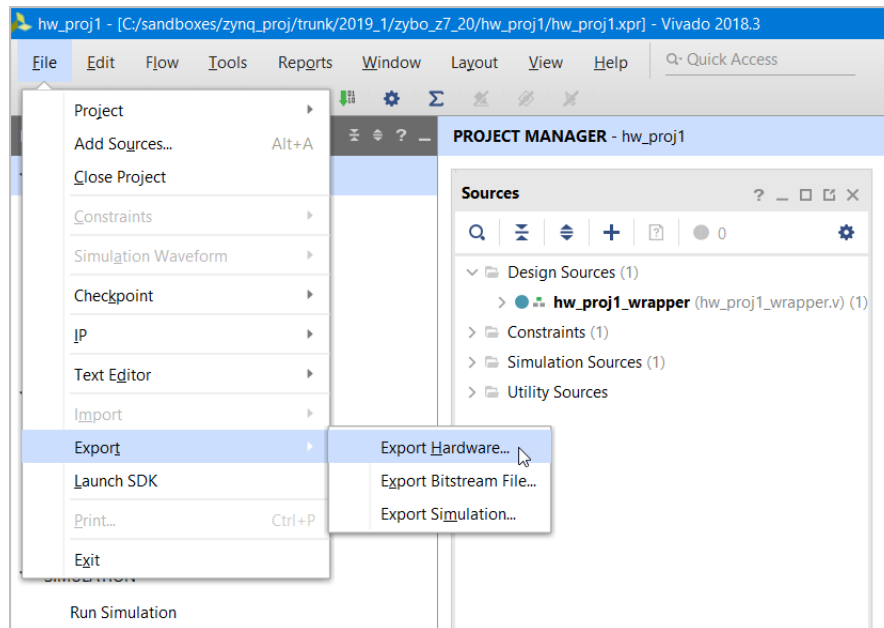 hw_proj1 - [C:/sandboxes/zynq_proj/trunk/2019_1/zybo_z7_20/hw_proj1/hw_proj1.xpr] - Vivado 2018.3
File Edit Flow Tools Reports Window Layout View Help Q- Quick Access
Project
Add Sources... Alt+A
Close Project
Constraints
Simulation Waveform
Checkpoint
IP
Text Editor
Import
Export
Launch SDK
Print... Ctrl+P
Exit
Export Hardware...
Export Bitstream File...
Export Simulation...
Run Simulation
PROJECT MANAGER - hw_proj1
Sources
0
Design Sources (1)
hw_proj1_wrapper (hw_proj1_wrapper.v) (1)
Constraints (1)
Simulation Sources (1)
Utility Sources